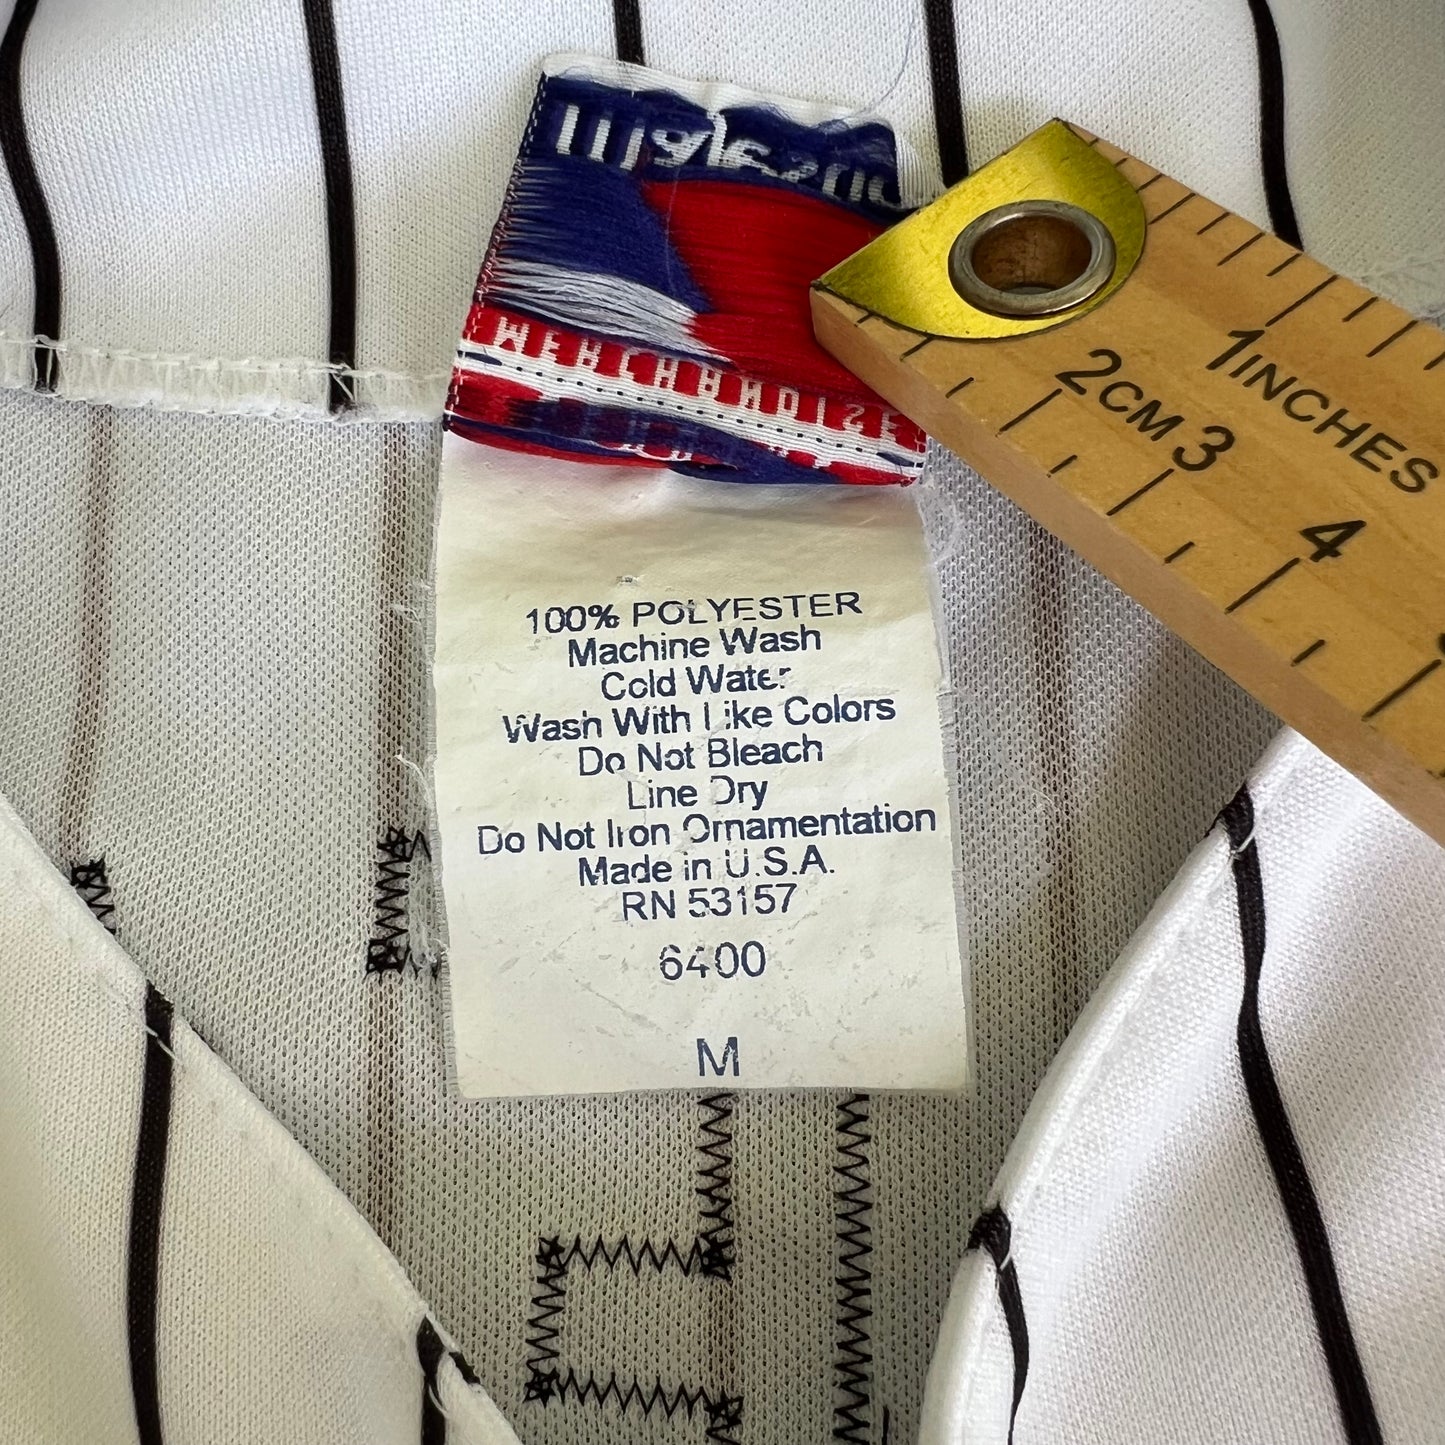 MERCHANDISE
1 INCHES
2 CM 3
4
100% POLYESTER
Machine Wash
Cold Water
Wash With Like Colors
Do Not Bleach
Line Dry
Do Not Iron Ornamentation
Made in U.S.A.
RN 53157
6400
M